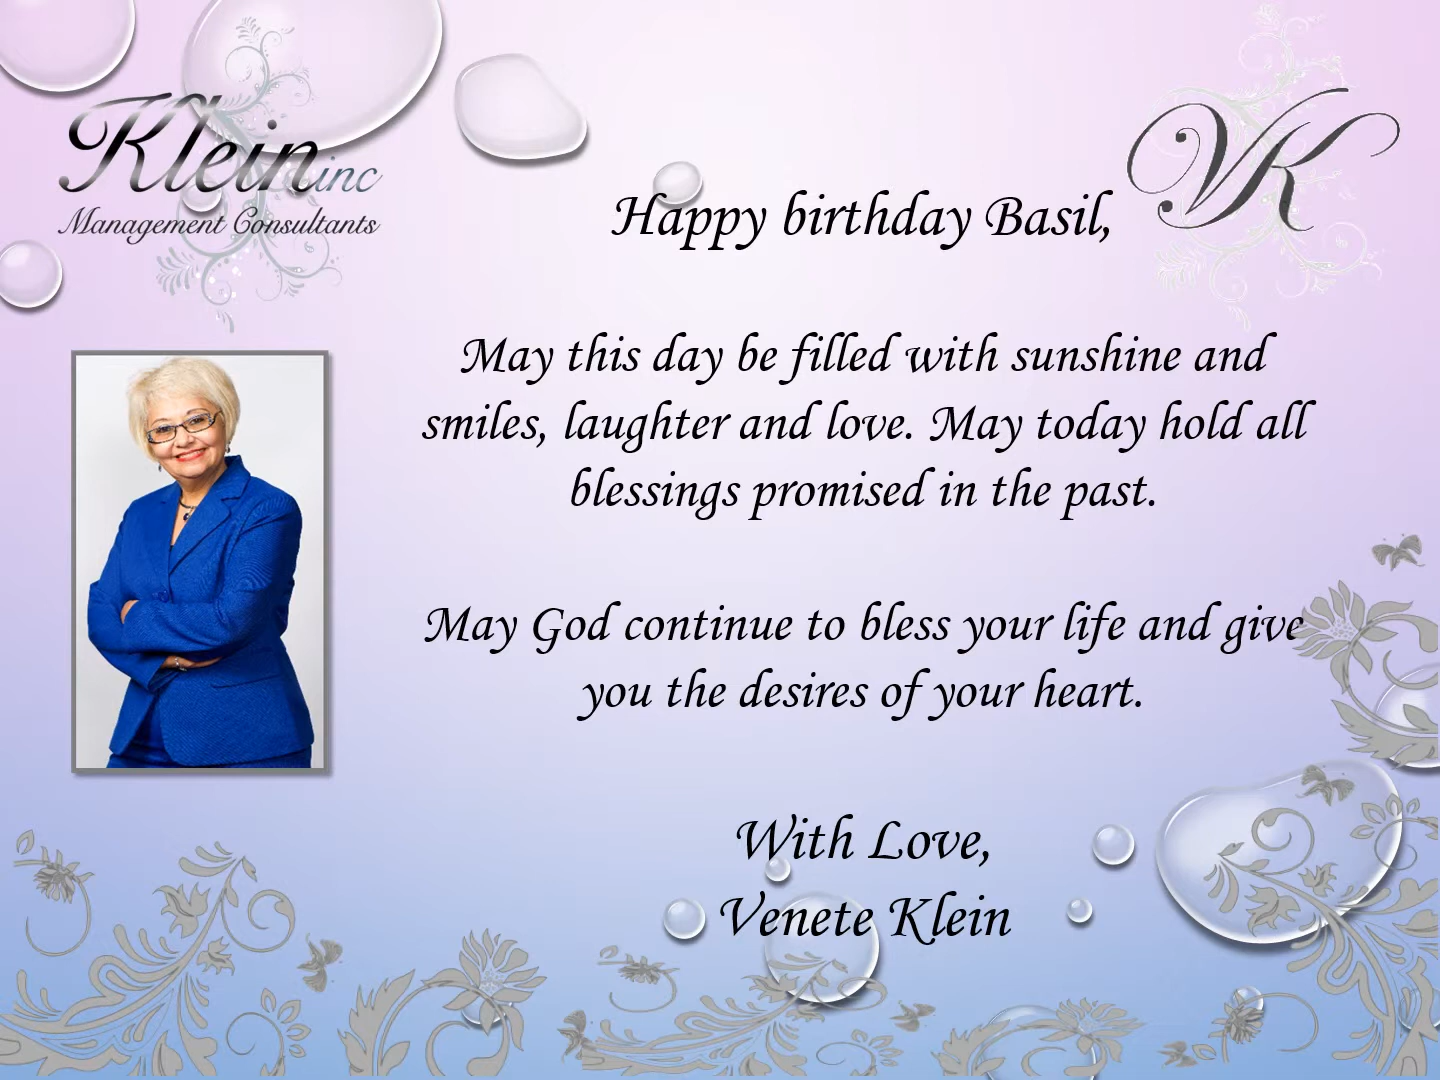 Klein inc
Management Consultants
VK
Happy birthday Basil,
May this day be filled with sunshine and
smiles, laughter and love. May today hold all
blessings promised in the past.
May God continue to bless your life and give
you the desires of your heart.
With Love,
Venete Klein